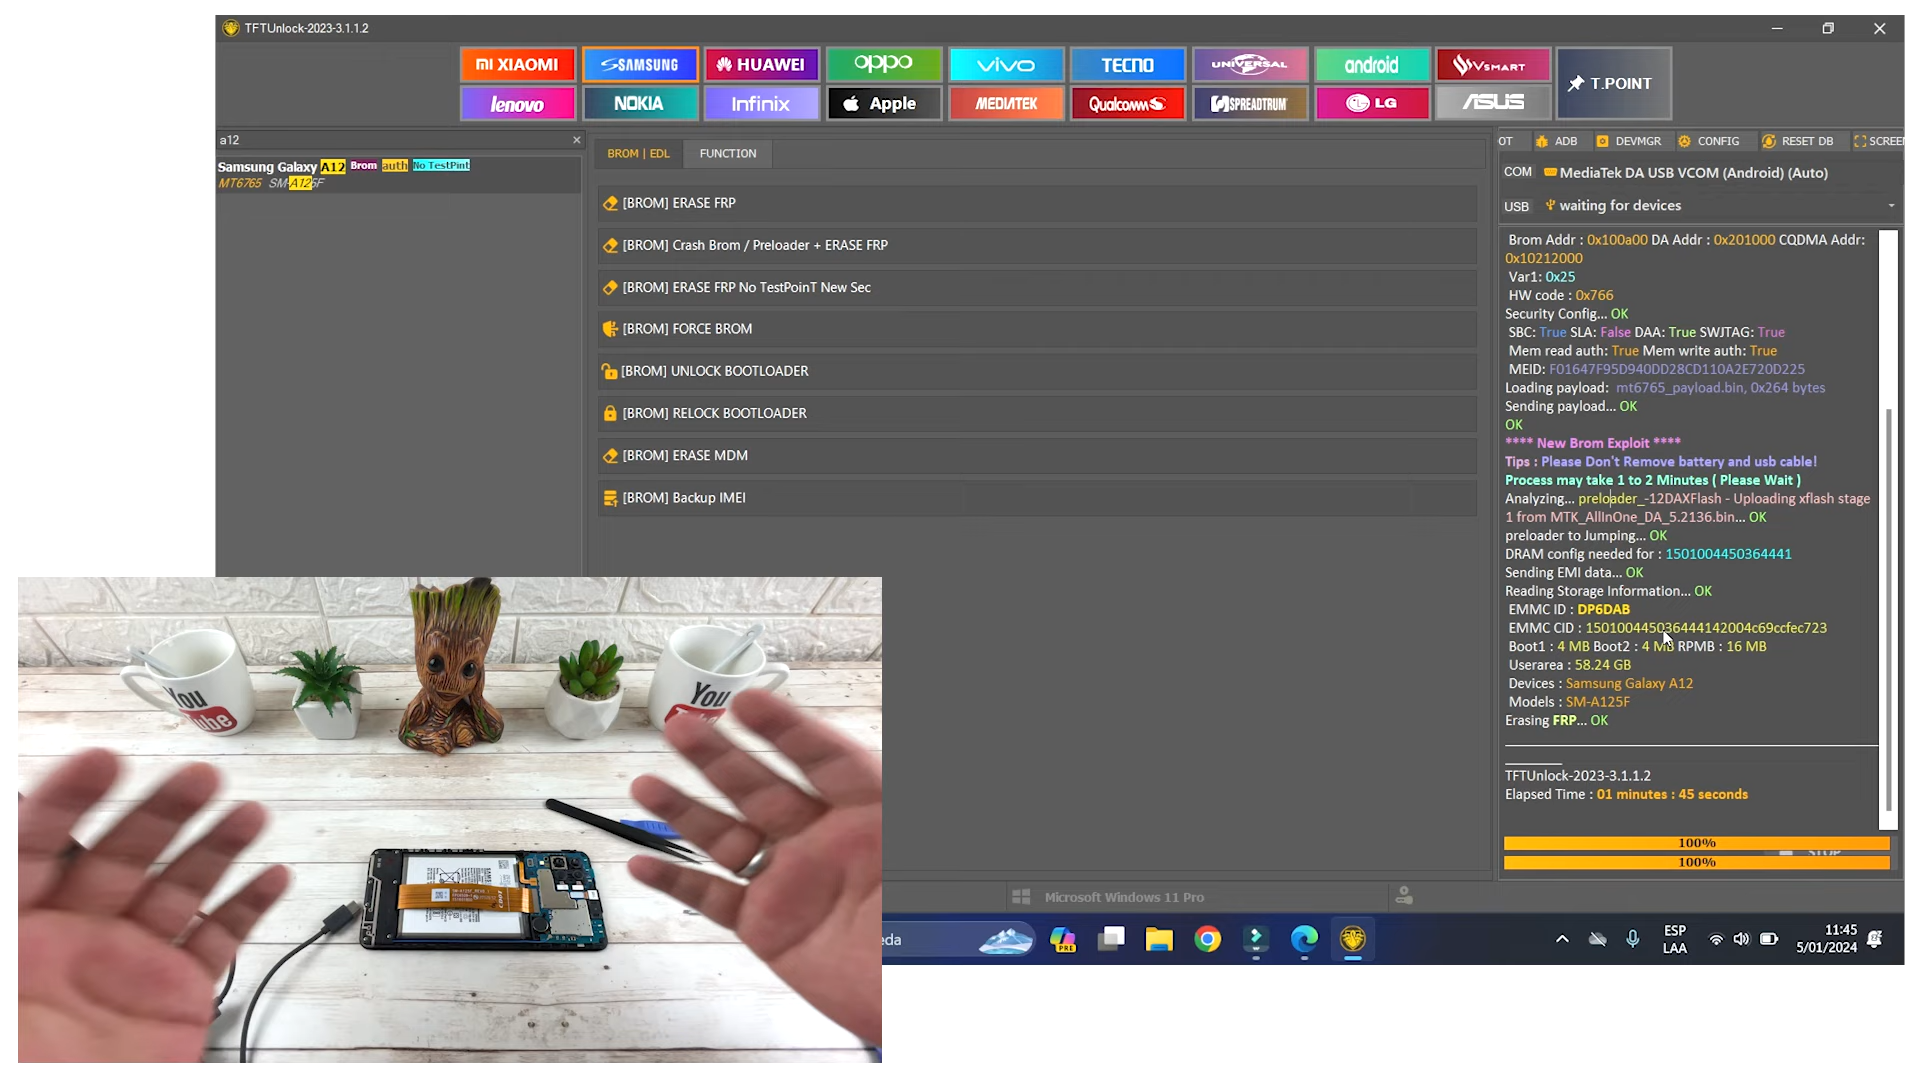 TFTUnlock-2023-3.1.1.2
XIAOMI
SAMSUNG
HUAWEI
oppo
vivo
TECNO
UNIVERSAL
android
VSMART
T.POINT
lenovo
NOKIA
Infinix
Apple
MEDIATEK
Qualcomm
SPREADTRUM
LG
ASUS
a12
Samsung Galaxy A12 Brom auth No TestPint
MT6765 SM-A125F
BROM | EDL
FUNCTION
[BROM] ERASE FRP
[BROM] Crash Brom / Preloader + ERASE FRP
[BROM] ERASE FRP No TestPoinT New Sec
[BROM] FORCE BROM
[BROM] UNLOCK BOOTLOADER
[BROM] RELOCK BOOTLOADER
[BROM] ERASE MDM
[BROM] Backup IMEI
OT ADB DEVMGR CONFIG RESET DB SCREE
COM MediaTek DA USB VCOM (Android) (Auto)
USB waiting for devices
Brom Addr : 0x100a00 DA Addr : 0x201000 CQDMA Addr:
0x10212000
Var1: 0x25
HW code : 0x766
Security Config... OK
SBC: True SLA: False DAA: True SWJTAG: True
Mem read auth: True Mem write auth: True
MEID: F01647F95D940DD28CD110A2E720D225
Loading payload: mt6765_payload.bin, 0x264 bytes
Sending payload... OK
OK
**** New Brom Exploit ****
Tips : Please Don't Remove battery and usb cable!
Process may take 1 to 2 Minutes ( Please Wait )
Analyzing... preloader_-12DAXFlash - Uploading xflash stage
1 from MTK_AllInOne_DA_5.2136.bin... OK
preloader to Jumping... OK
DRAM config needed for : 1501004450364441
Sending EMI data... OK
Reading Storage Information... OK
EMMC ID : DP6DAB
EMMC CID : 150100445036444142004c69ccfec723
Boot1 : 4 MB Boot2 : 4 MB RPMB : 16 MB
Userarea : 58.24 GB
Devices : Samsung Galaxy A12
Models : SM-A125F
Erasing FRP... OK
TFTUnlock-2023-3.1.1.2
Elapsed Time : 01 minutes : 45 seconds
100%
100%
Microsoft Windows 11 Pro
eda
PRE
ESP
LAA
11:45
5/01/2024
You
Tube
You